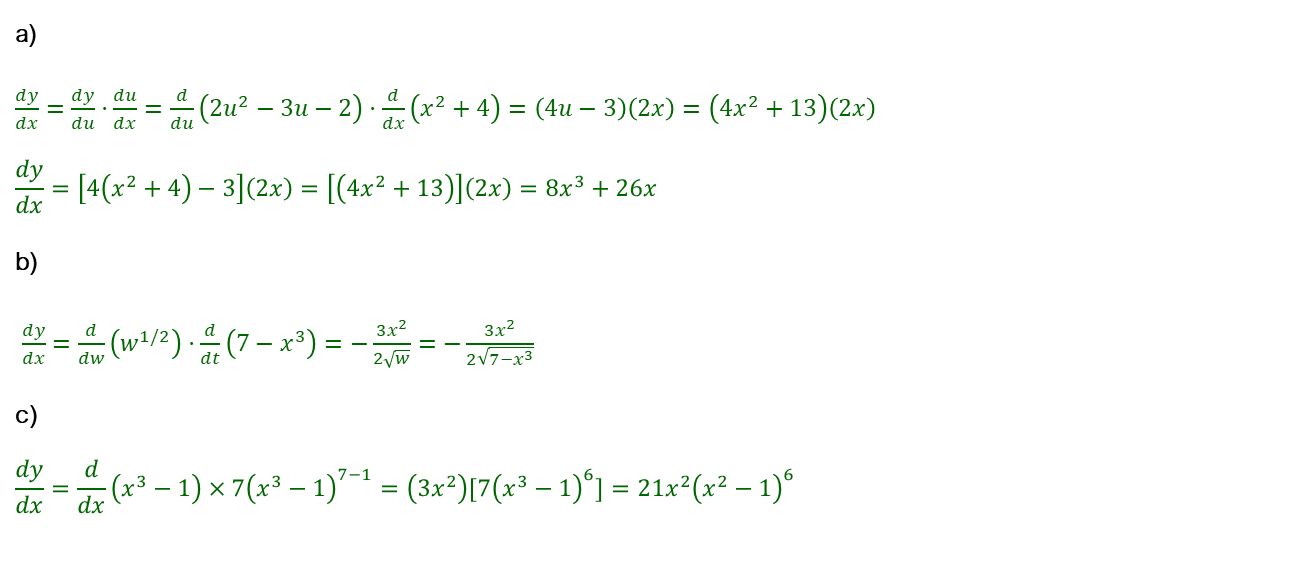 a)
dy/dx = dy/du · du/dx = d/du (2u² − 3u − 2) · d/dx (x² + 4) = (4u − 3)(2x) = (4x² + 13)(2x)
dy/dx = [4(x² + 4) − 3](2x) = [(4x² + 13)](2x) = 8x³ + 26x
b)
dy/dx = d/dw (w^{1/2}) · d/dt (7 − x³) = − 3x²/(2√w) = − 3x²/(2√(7−x³))
c)
dy/dx = d/dx (x³ − 1) × 7(x³ − 1)^{7−1} = (3x²)[7(x³ − 1)⁶] = 21x²(x² − 1)⁶